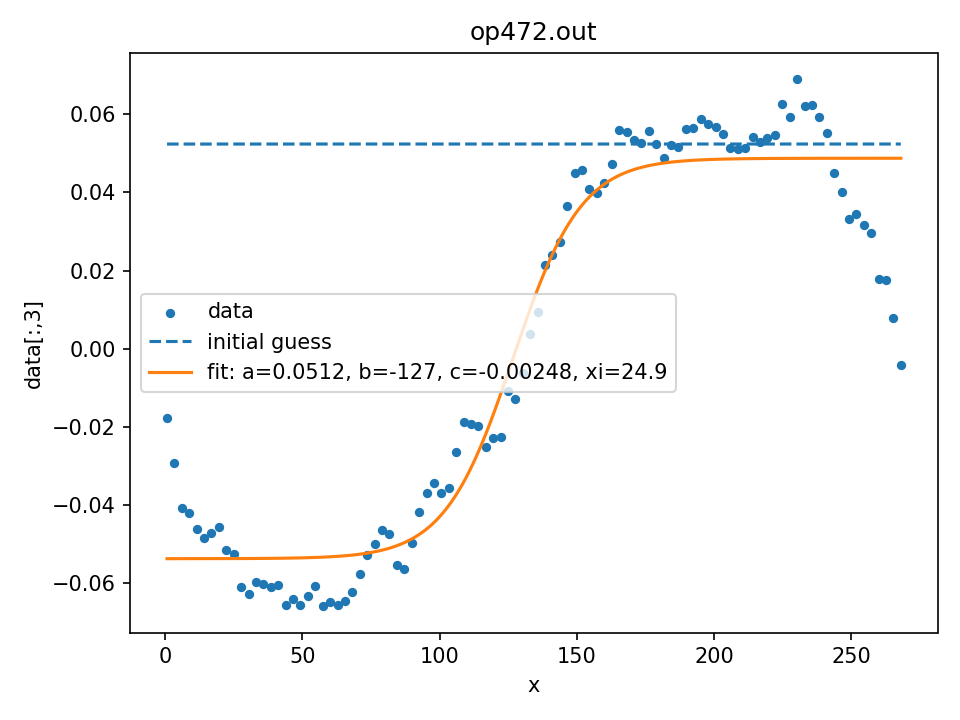 op472.out
0.06
0.04
0.02
0.00
−0.02
−0.04
−0.06
data[:,3]
data
initial guess
fit: a=0.0512, b=-127, c=-0.00248, xi=24.9
0 50 100 150 200 250
x